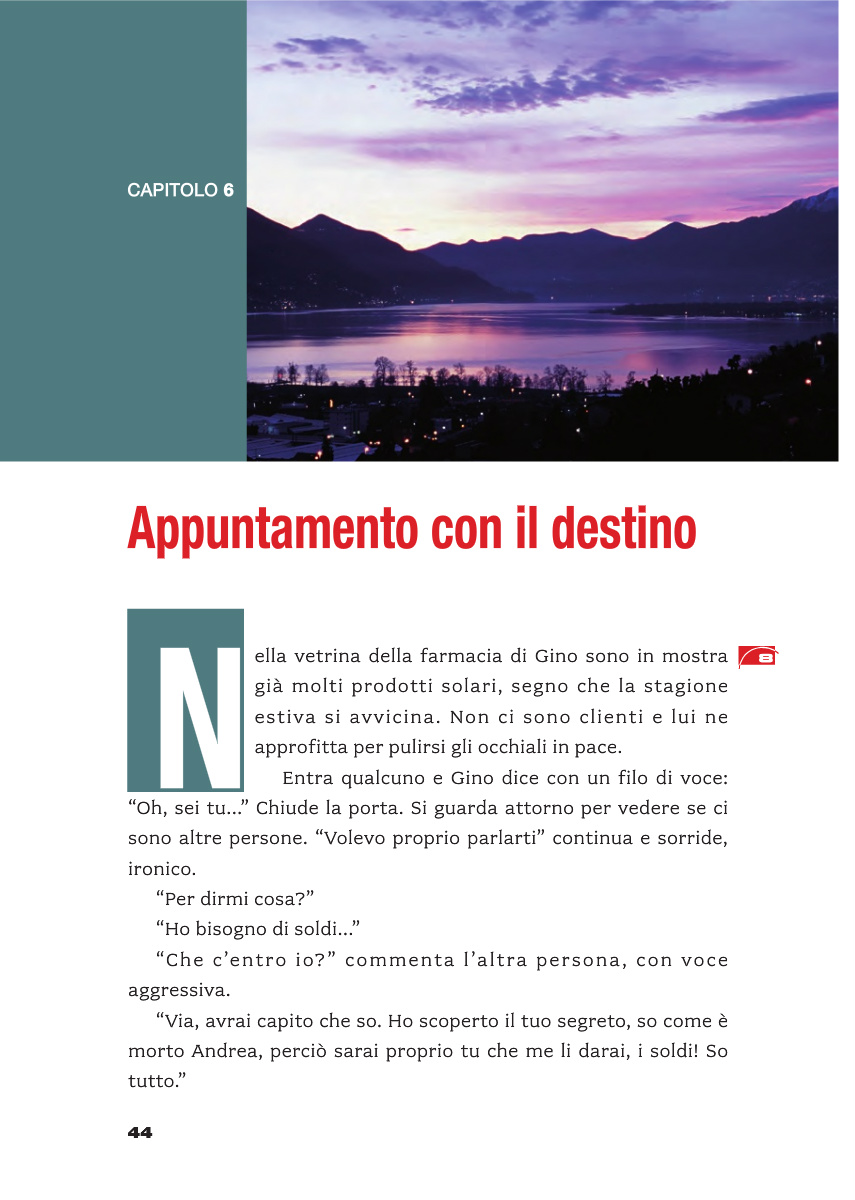 CAPITOLO 6
Appuntamento con il destino
Nella vetrina della farmacia di Gino sono in mostra
8
già molti prodotti solari, segno che la stagione
estiva si avvicina. Non ci sono clienti e lui ne
approfitta per pulirsi gli occhiali in pace.
Entra qualcuno e Gino dice con un filo di voce:
“Oh, sei tu...” Chiude la porta. Si guarda attorno per vedere se ci
sono altre persone. “Volevo proprio parlarti” continua e sorride,
ironico.
“Per dirmi cosa?”
“Ho bisogno di soldi...”
“Che c’entro io?” commenta l’altra persona, con voce
aggressiva.
“Via, avrai capito che so. Ho scoperto il tuo segreto, so come è
morto Andrea, perciò sarai proprio tu che me li darai, i soldi! So
tutto.”
44